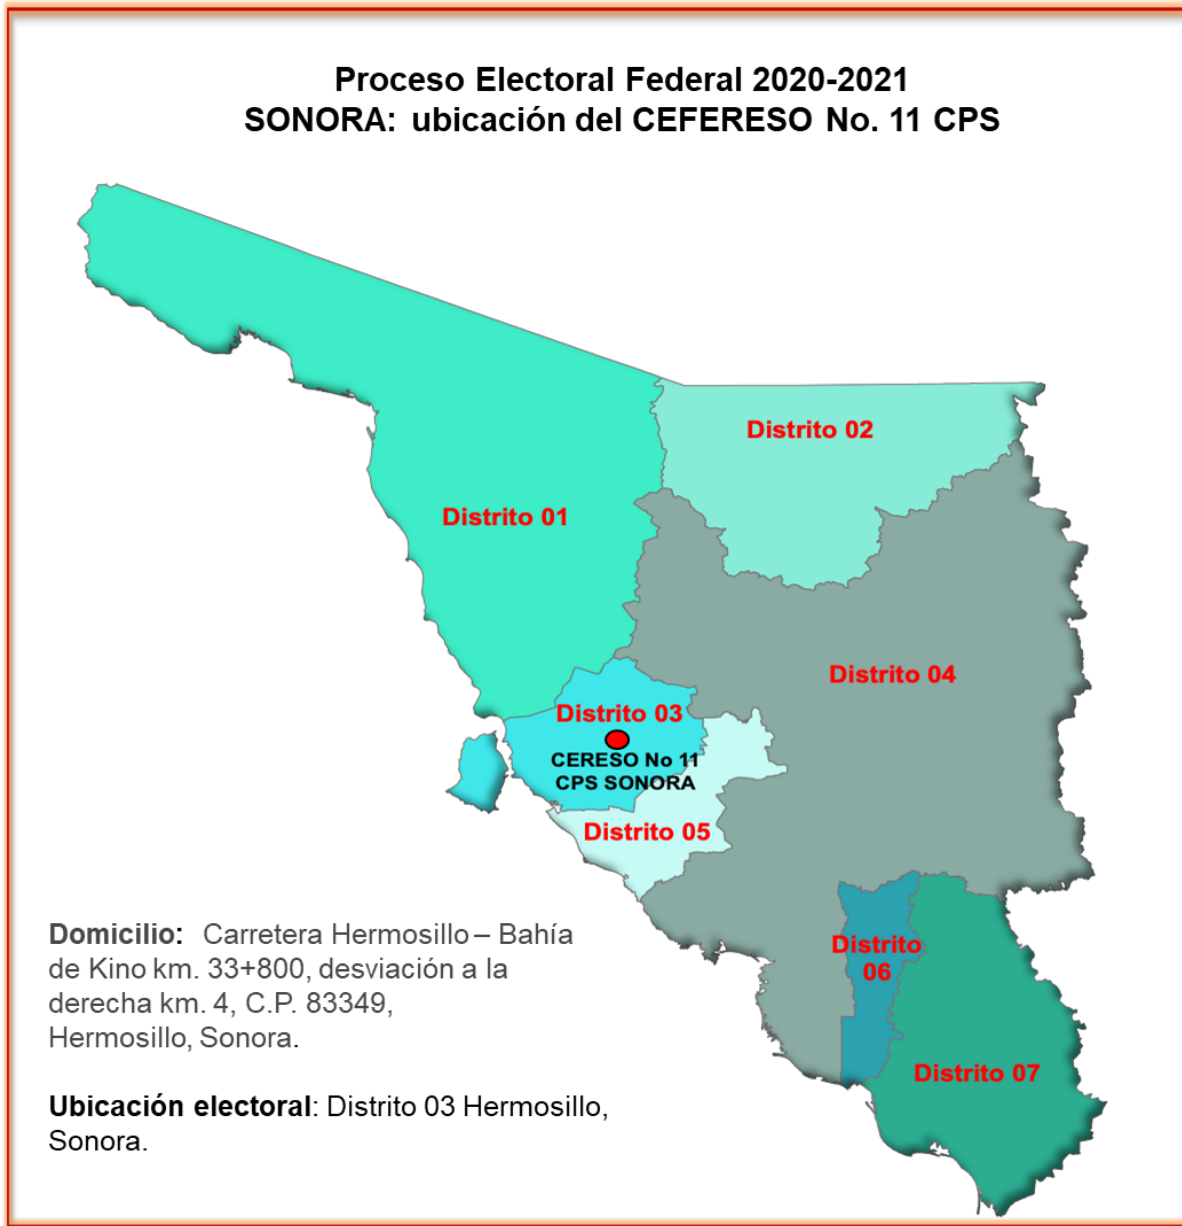 Proceso Electoral Federal 2020-2021
SONORA: ubicación del CEFERESO No. 11 CPS
Distrito 02
Distrito 01
Distrito 04
Distrito 03
CERESO No 11
CPS SONORA
Distrito 05
Distrito
06
Distrito 07
Domicilio: Carretera Hermosillo – Bahía
de Kino km. 33+800, desviación a la
derecha km. 4, C.P. 83349,
Hermosillo, Sonora.
Ubicación electoral: Distrito 03 Hermosillo,
Sonora.